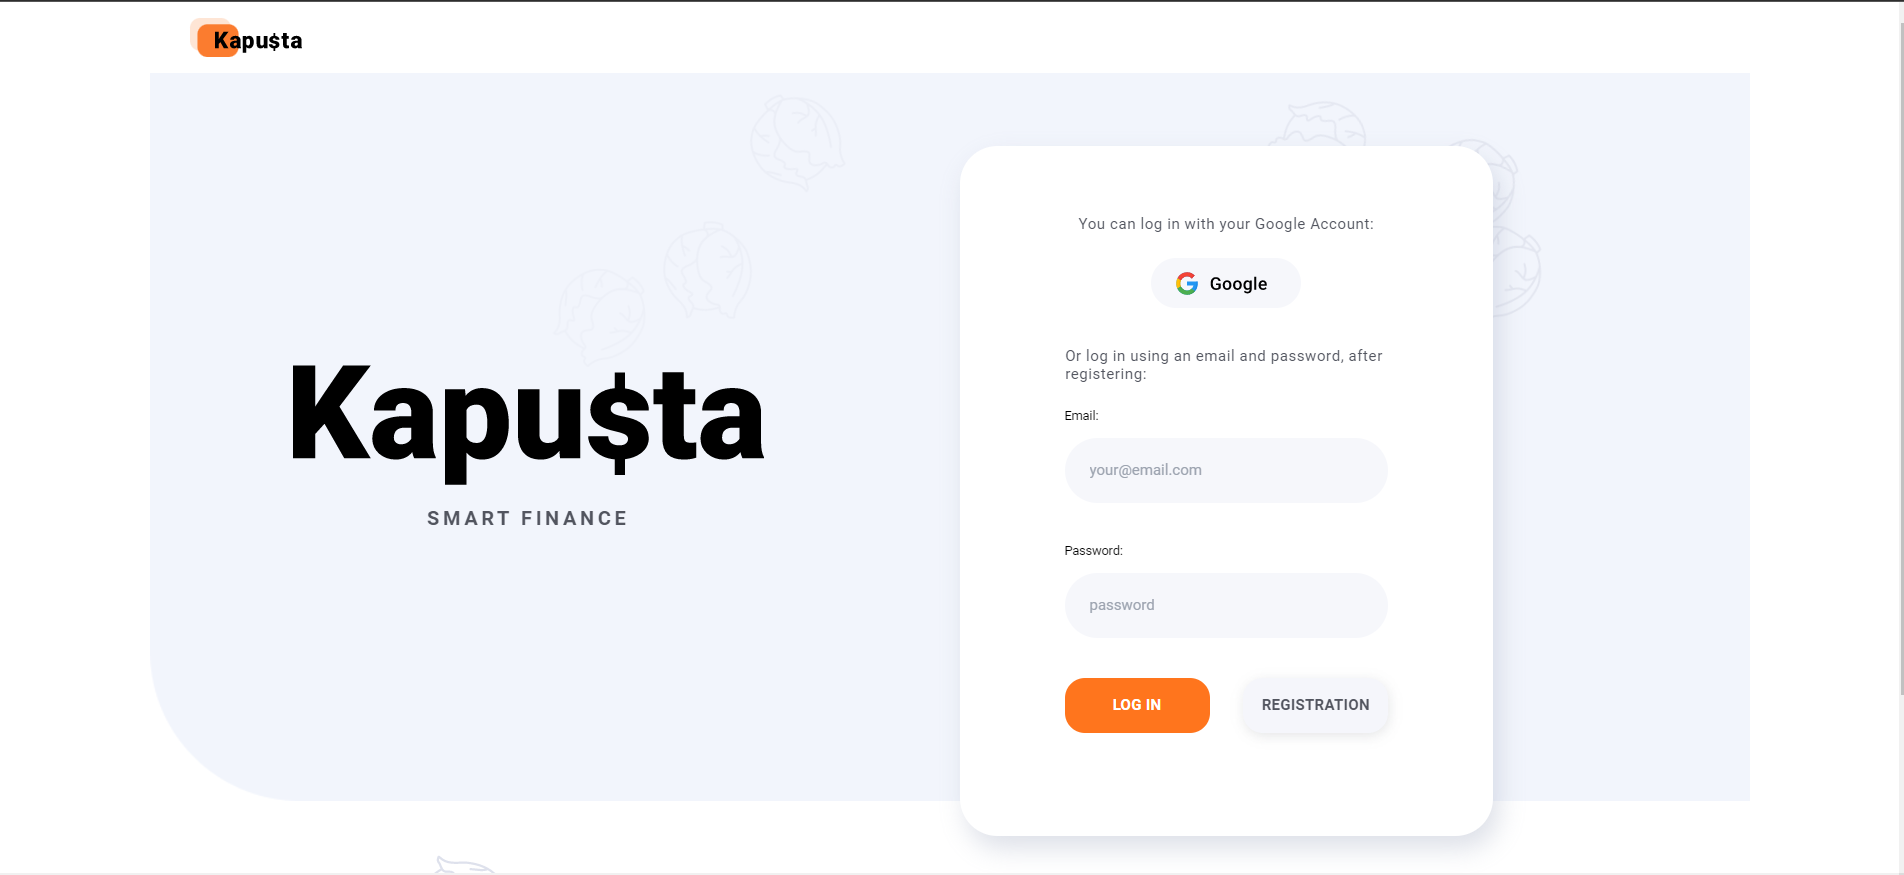 Kapu$ta
Kapu$ta
SMART FINANCE
You can log in with your Google Account:
Google
Or log in using an email and password, after
registering:
Email:
your@email.com
Password:
password
LOG IN
REGISTRATION